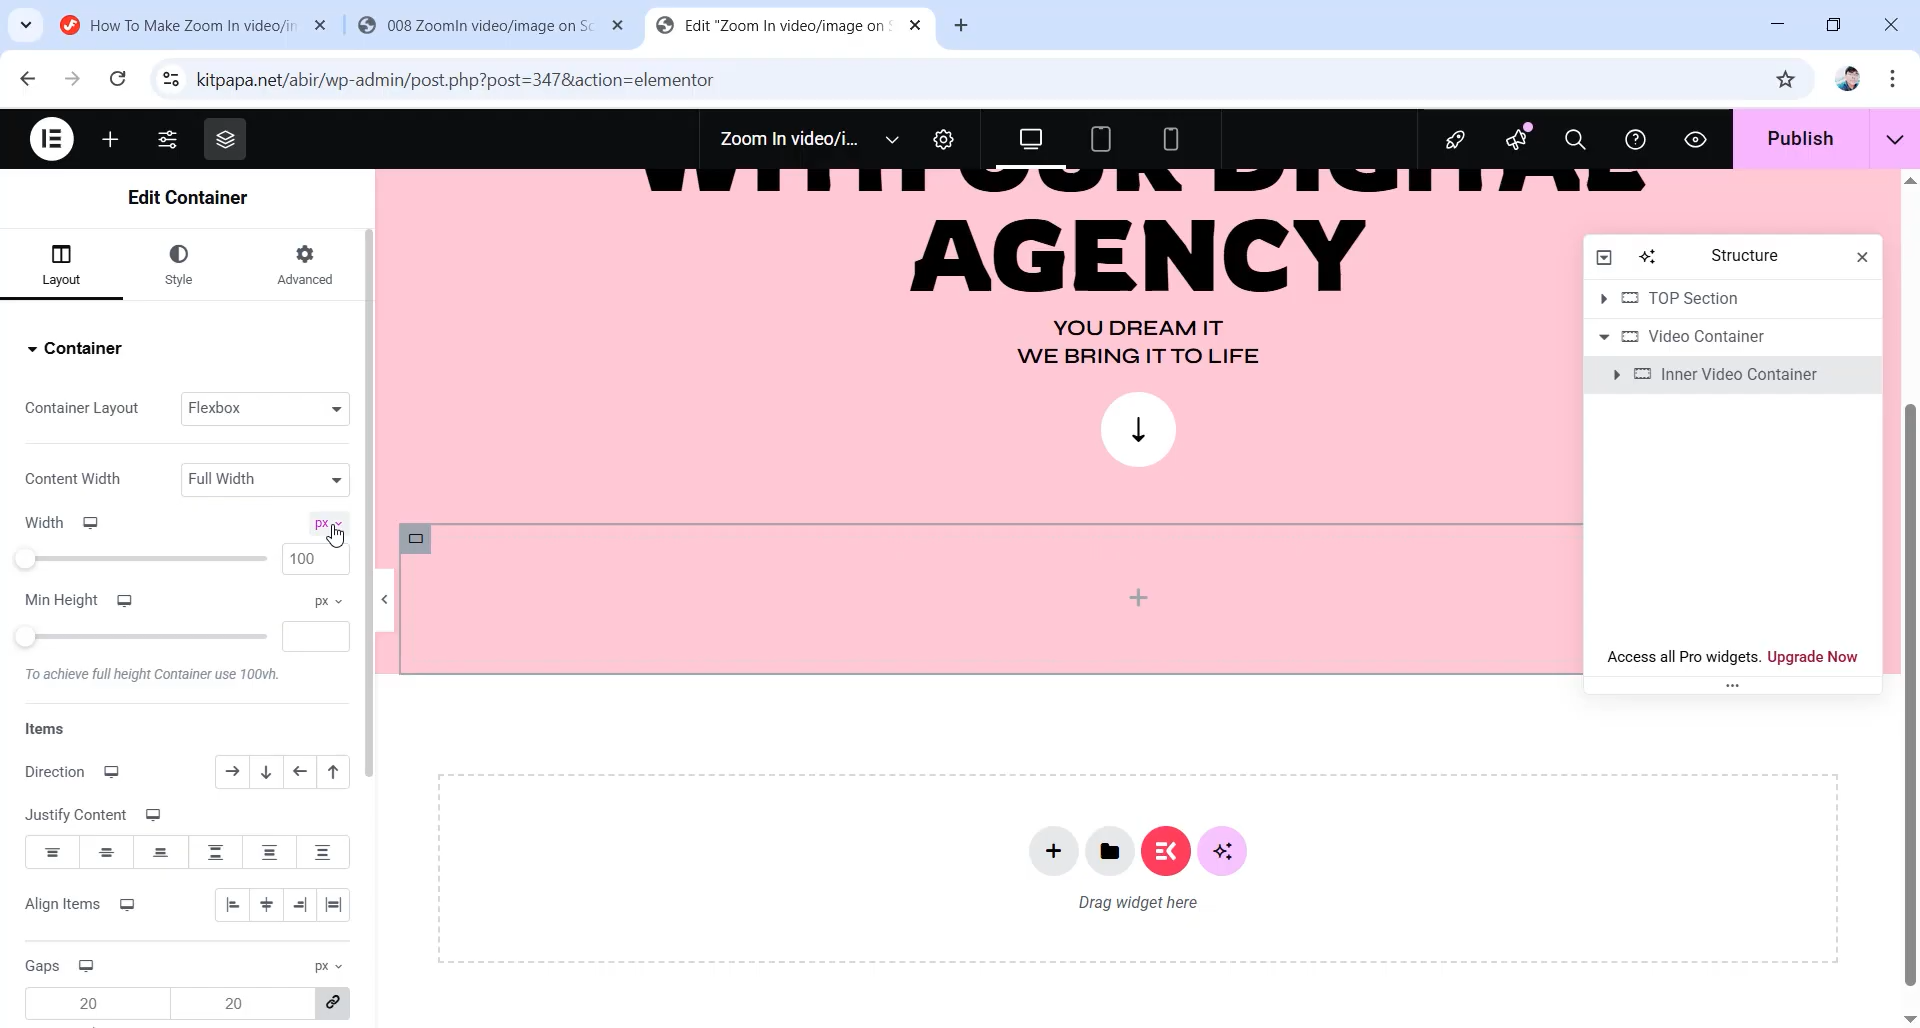 How To Make Zoom In video/in
008 ZoomIn video/image on Sc
Edit "Zoom In video/image on S
kitpapa.net/abir/wp-admin/post.php?post=347&action=elementor
Zoom In video/i...
Publish
Edit Container
Layout
Style
Advanced
Container
Container Layout
Flexbox
Content Width
Full Width
Width
px
100
Min Height
px
To achieve full height Container use 100vh.
Items
Direction
Justify Content
Align Items
Gaps
px
20
20
WITH OUR DIGITAL
AGENCY
YOU DREAM IT
WE BRING IT TO LIFE
Drag widget here
Structure
TOP Section
Video Container
Inner Video Container
Access all Pro widgets. Upgrade Now